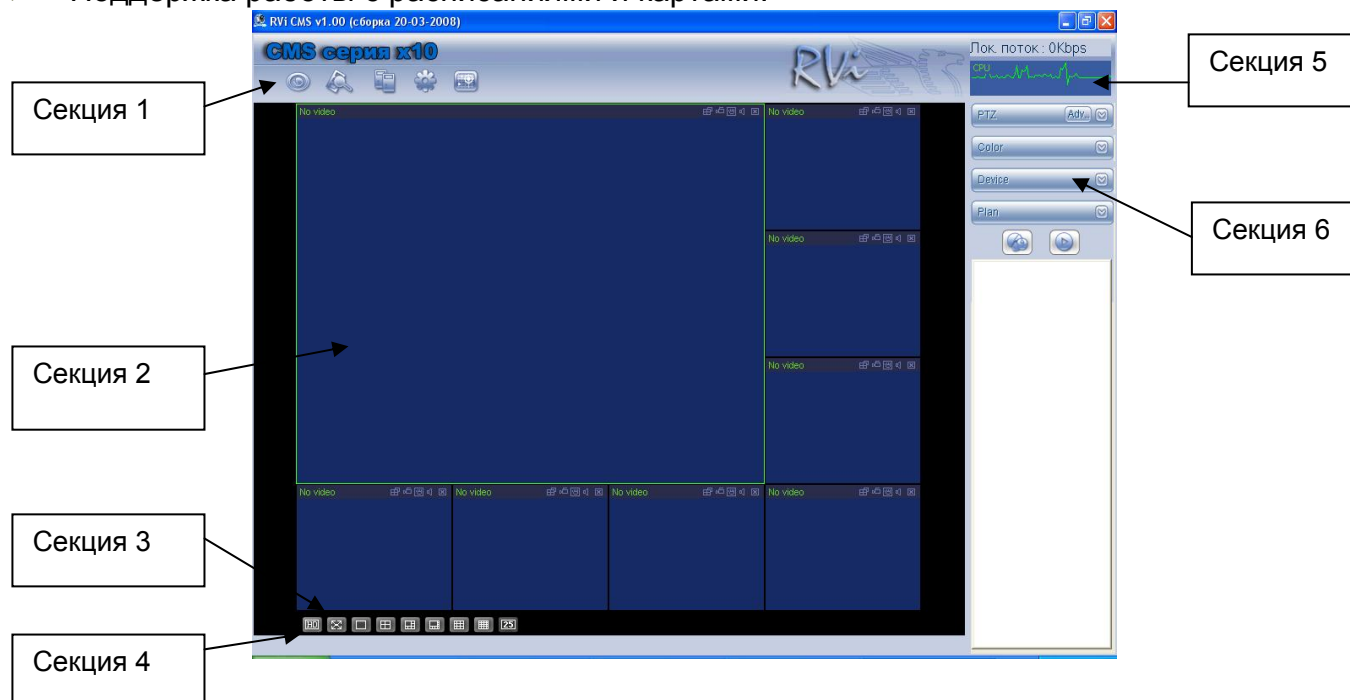 Поддержка работы с расписаниями и картами.
RVi CMS v1.00 (сборка 20-03-2008)
CMS серия x10
RVi
Лок. поток : 0Kbps
CPU
Секция 5
Секция 1
No video
No video
PTZ
Adv..
Color
Device
Plan
Секция 6
No video
Секция 2
No video
No video
No video
No video
No video
Секция 3
25
Секция 4